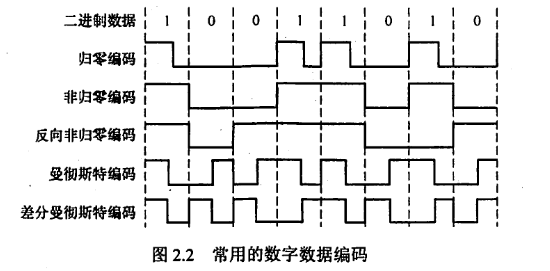 二进制数据 1 0 0 1 1 0 1 0
归零编码
非归零编码
反向非归零编码
曼彻斯特编码
差分曼彻斯特编码
图 2.2 常用的数字数据编码